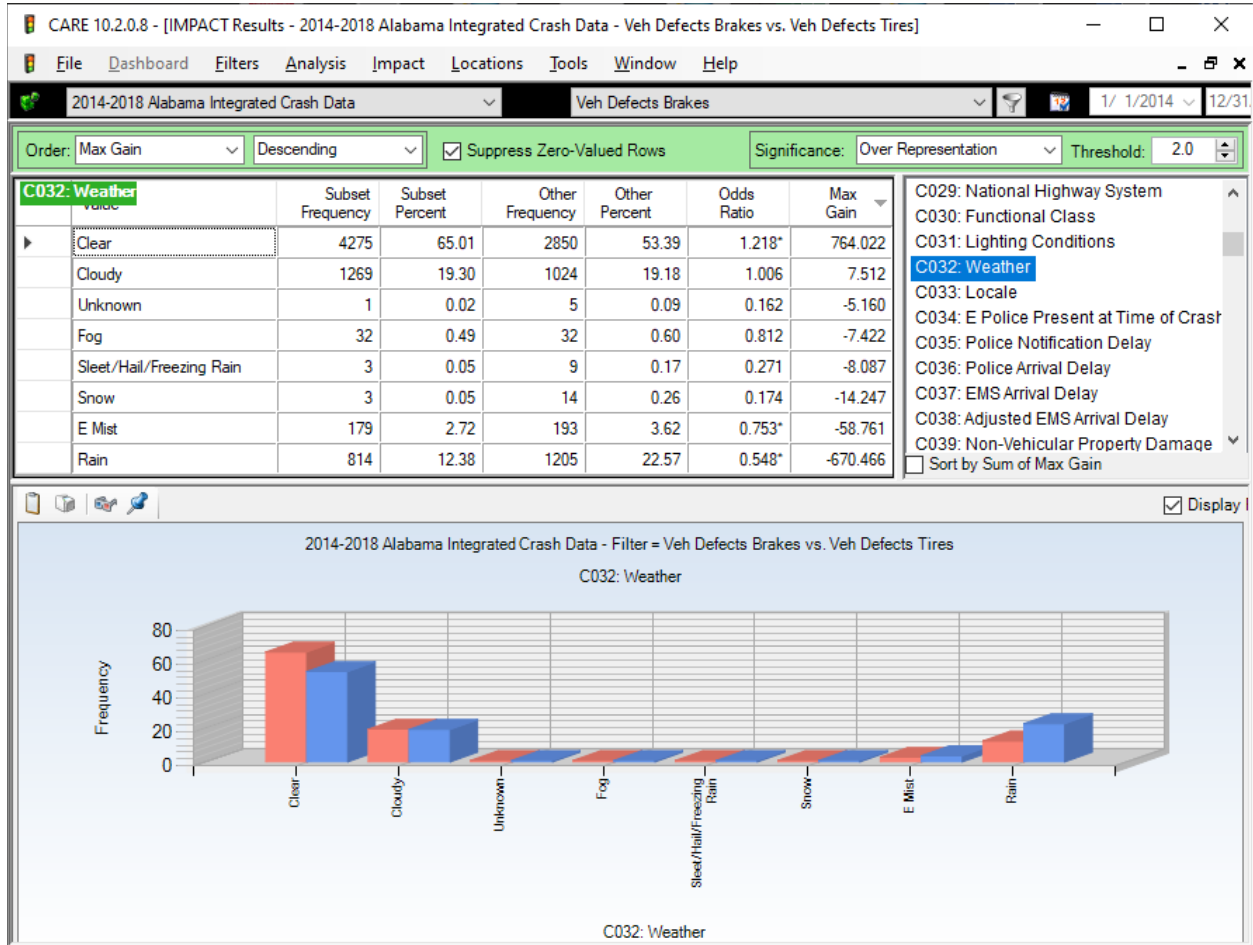 CARE 10.2.0.8 - [IMPACT Results - 2014-2018 Alabama Integrated Crash Data - Veh Defects Brakes vs. Veh Defects Tires]
File Dashboard Filters Analysis Impact Locations Tools Window Help
2014-2018 Alabama Integrated Crash Data Veh Defects Brakes 1/ 1/2014 12/31
Order: Max Gain Descending Suppress Zero-Valued Rows Significance: Over Representation Threshold: 2.0
C032: Weather
Value Subset Frequency Subset Percent Other Frequency Other Percent Odds Ratio Max Gain
Clear 4275 65.01 2850 53.39 1.218* 764.022
Cloudy 1269 19.30 1024 19.18 1.006 7.512
Unknown 1 0.02 5 0.09 0.162 -5.160
Fog 32 0.49 32 0.60 0.812 -7.422
Sleet/Hail/Freezing Rain 3 0.05 9 0.17 0.271 -8.087
Snow 3 0.05 14 0.26 0.174 -14.247
E Mist 179 2.72 193 3.62 0.753* -58.761
Rain 814 12.38 1205 22.57 0.548* -670.466
C029: National Highway System
C030: Functional Class
C031: Lighting Conditions
C032: Weather
C033: Locale
C034: E Police Present at Time of Crash
C035: Police Notification Delay
C036: Police Arrival Delay
C037: EMS Arrival Delay
C038: Adjusted EMS Arrival Delay
C039: Non-Vehicular Property Damage
Sort by Sum of Max Gain
Display
2014-2018 Alabama Integrated Crash Data - Filter = Veh Defects Brakes vs. Veh Defects Tires
C032: Weather
Frequency
80
60
40
20
0
Clear
Cloudy
Unknown
Fog
Sleet/Hail/Freezing
Rain
Snow
E Mist
Rain
C032: Weather